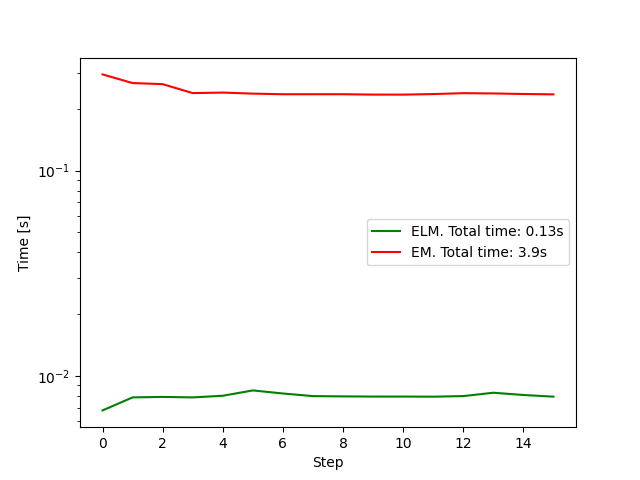 Time [s]
10⁻¹
10⁻²
ELM. Total time: 0.13s
EM. Total time: 3.9s
0 2 4 6 8 10 12 14
Step